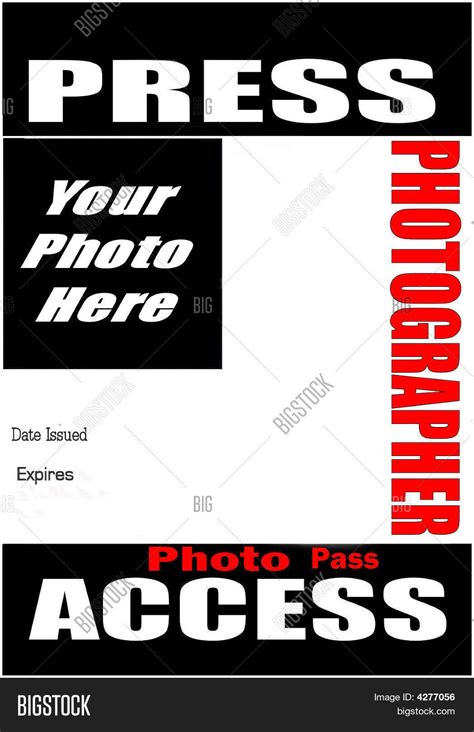 PRESS
Your
Photo
Here
PHOTOGRAPHER
Date Issued
Expires
Photo Pass
ACCESS
BIGSTOCK
BIGSTOCK
BIGSTOCK
BIGSTOCK
BIG
BIG
BIGSTOCK
Image ID: 4277056
bigstock.com